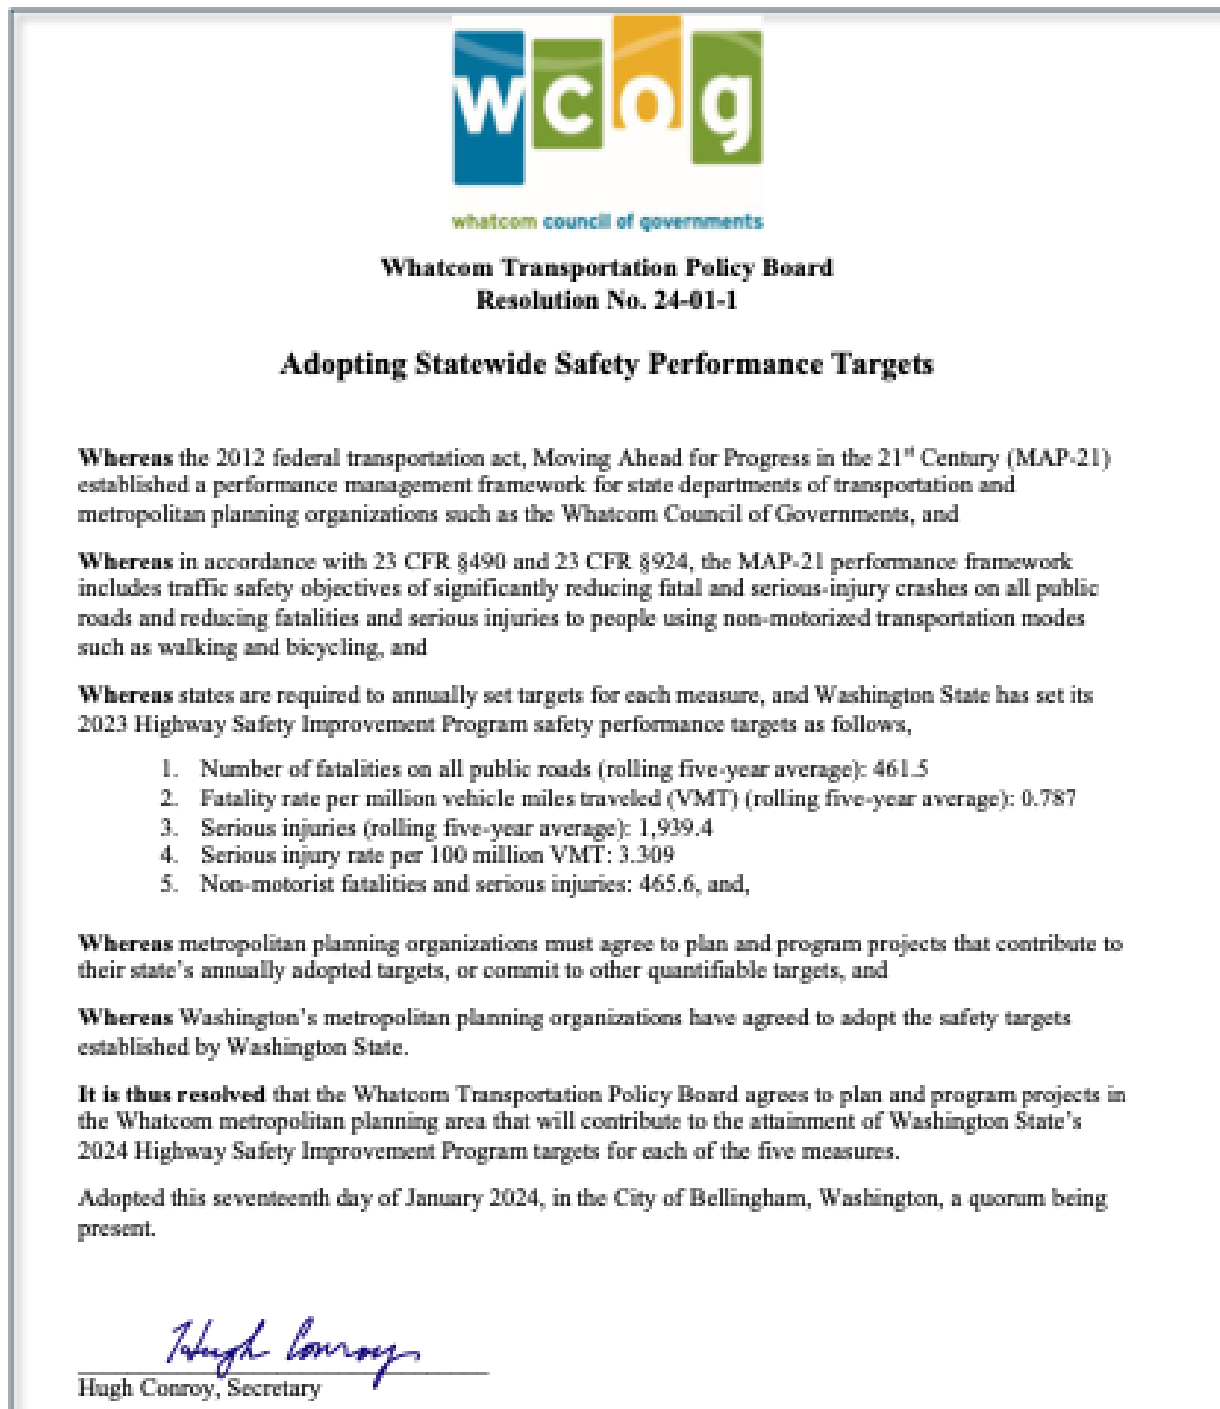 wcog
whatcom council of governments
Whatcom Transportation Policy Board
Resolution No. 24-01-1
Adopting Statewide Safety Performance Targets
Whereas the 2012 federal transportation act, Moving Ahead for Progress in the 21st Century (MAP-21)
established a performance management framework for state departments of transportation and
metropolitan planning organizations such as the Whatcom Council of Governments, and
Whereas in accordance with 23 CFR §490 and 23 CFR §924, the MAP-21 performance framework
includes traffic safety objectives of significantly reducing fatal and serious-injury crashes on all public
roads and reducing fatalities and serious injuries to people using non-motorized transportation modes
such as walking and bicycling, and
Whereas states are required to annually set targets for each measure, and Washington State has set its
2023 Highway Safety Improvement Program safety performance targets as follows,
1. Number of fatalities on all public roads (rolling five-year average): 461.5
2. Fatality rate per million vehicle miles traveled (VMT) (rolling five-year average): 0.787
3. Serious injuries (rolling five-year average): 1,939.4
4. Serious injury rate per 100 million VMT: 3.309
5. Non-motorist fatalities and serious injuries: 465.6, and,
Whereas metropolitan planning organizations must agree to plan and program projects that contribute to
their state's annually adopted targets, or commit to other quantifiable targets, and
Whereas Washington's metropolitan planning organizations have agreed to adopt the safety targets
established by Washington State.
It is thus resolved that the Whatcom Transportation Policy Board agrees to plan and program projects in
the Whatcom metropolitan planning area that will contribute to the attainment of Washington State's
2024 Highway Safety Improvement Program targets for each of the five measures.
Adopted this seventeenth day of January 2024, in the City of Bellingham, Washington, a quorum being
present.
Hugh Conroy
Hugh Conroy, Secretary